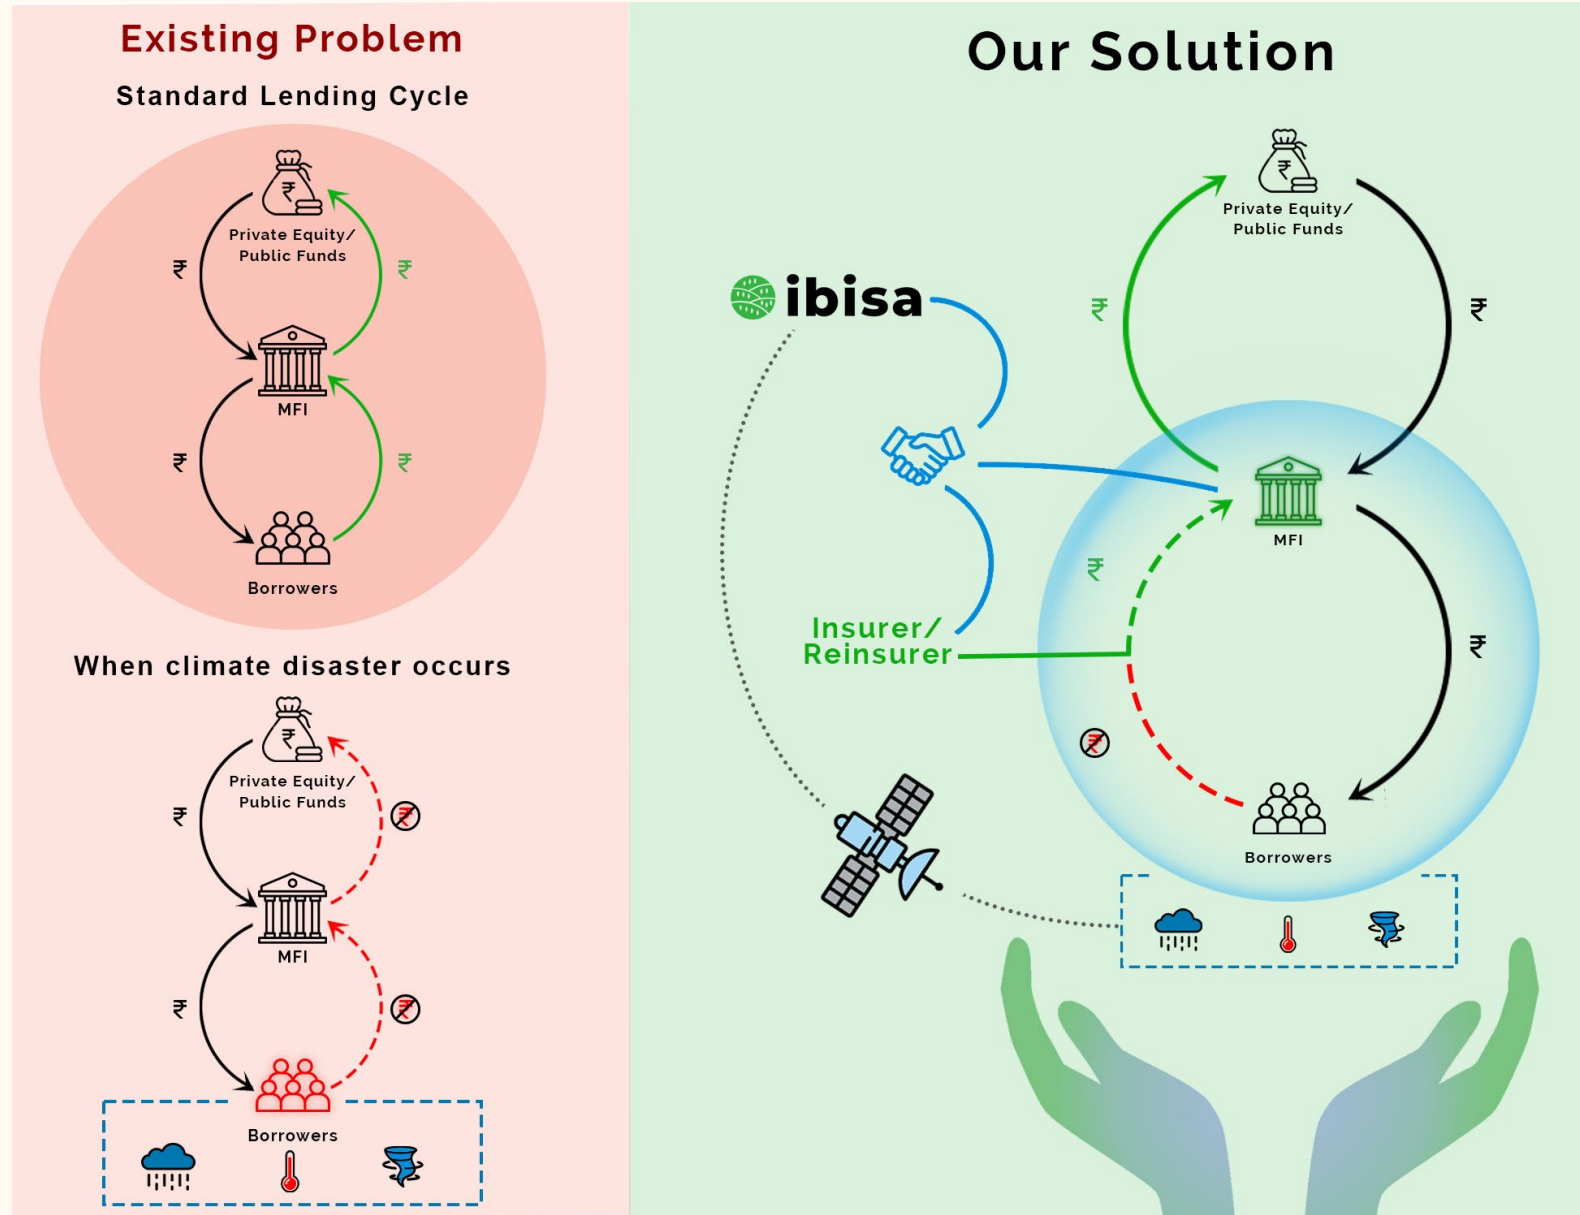 Existing Problem
Standard Lending Cycle
₹
Private Equity/
Public Funds
₹
₹
MFI
₹
₹
Borrowers
When climate disaster occurs
₹
Private Equity/
Public Funds
₹
₹
MFI
₹
₹
Borrowers
Our Solution
₹
Private Equity/
Public Funds
ibisa
₹
₹
MFI
₹
Insurer/
Reinsurer
₹
₹
Borrowers